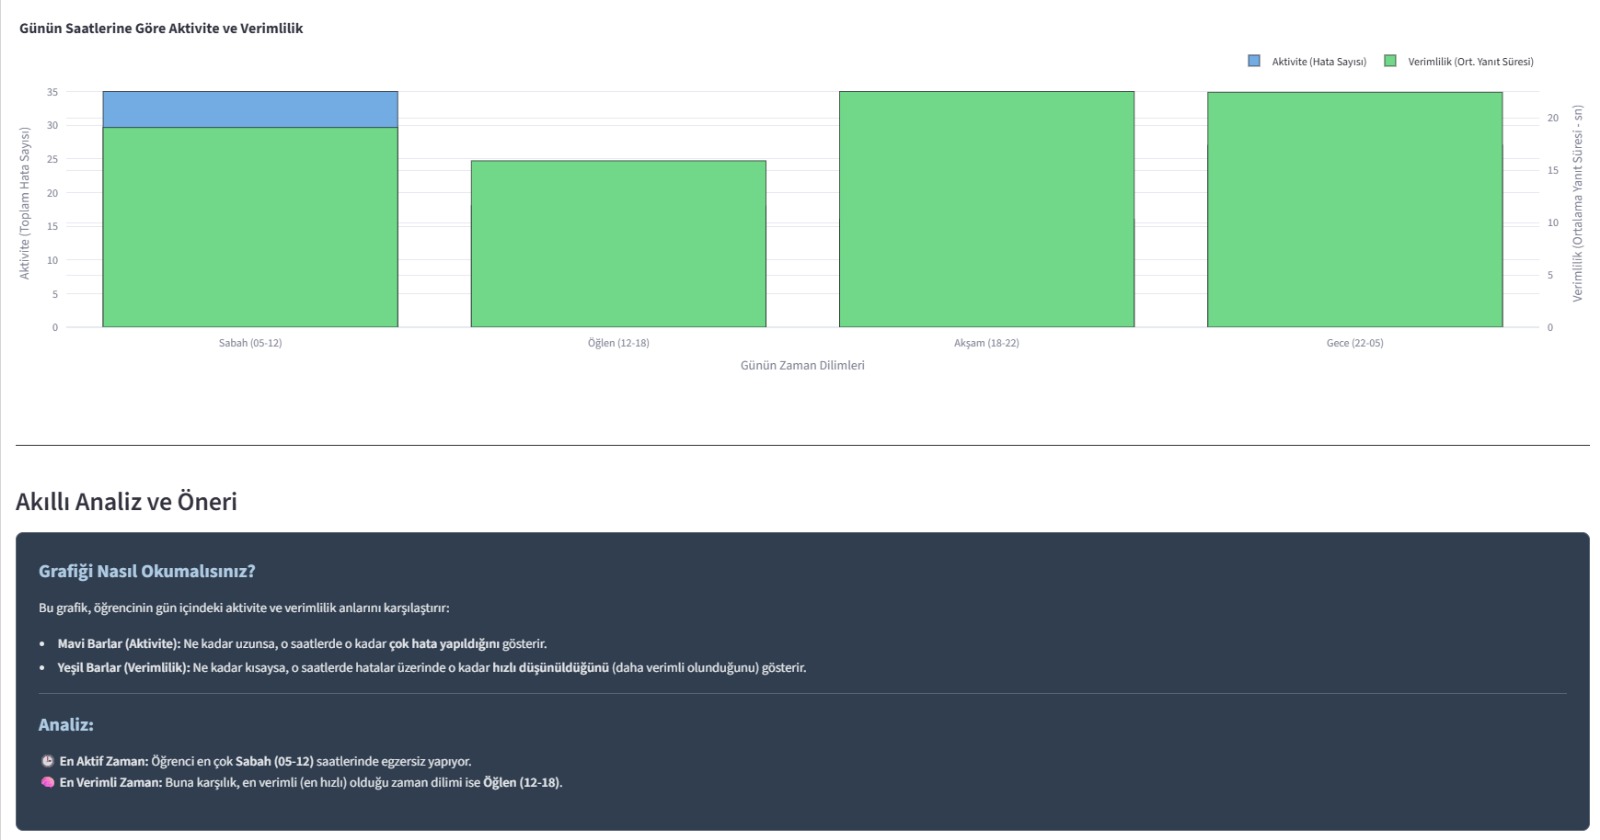 Günün Saatlerine Göre Aktivite ve Verimlilik
Aktivite (Hata Sayısı)
Verimlilik (Ort. Yanıt Süresi)
Aktivite (Toplam Hata Sayısı)
35
30
25
20
15
10
5
0
20
15
10
5
0
Verimlilik (Ortalama Yanıt Süresi - sn)
Sabah (05-12)
Öğlen (12-18)
Akşam (18-22)
Gece (22-05)
Günün Zaman Dilimleri
Akıllı Analiz ve Öneri
Grafiği Nasıl Okumalısınız?
Bu grafik, öğrencinin gün içindeki aktivite ve verimlilik anlarını karşılaştırır:
• Mavi Barlar (Aktivite): Ne kadar uzunsa, o saatlerde o kadar çok hata yapıldığını gösterir.
• Yeşil Barlar (Verimlilik): Ne kadar kısaysa, o saatlerde hatalar üzerinde o kadar hızlı düşünüldüğünü (daha verimli olunduğunu) gösterir.
Analiz:
🕒 En Aktif Zaman: Öğrenci en çok Sabah (05-12) saatlerinde egzersiz yapıyor.
🧠 En Verimli Zaman: Buna karşılık, en verimli (en hızlı) olduğu zaman dilimi ise Öğlen (12-18).